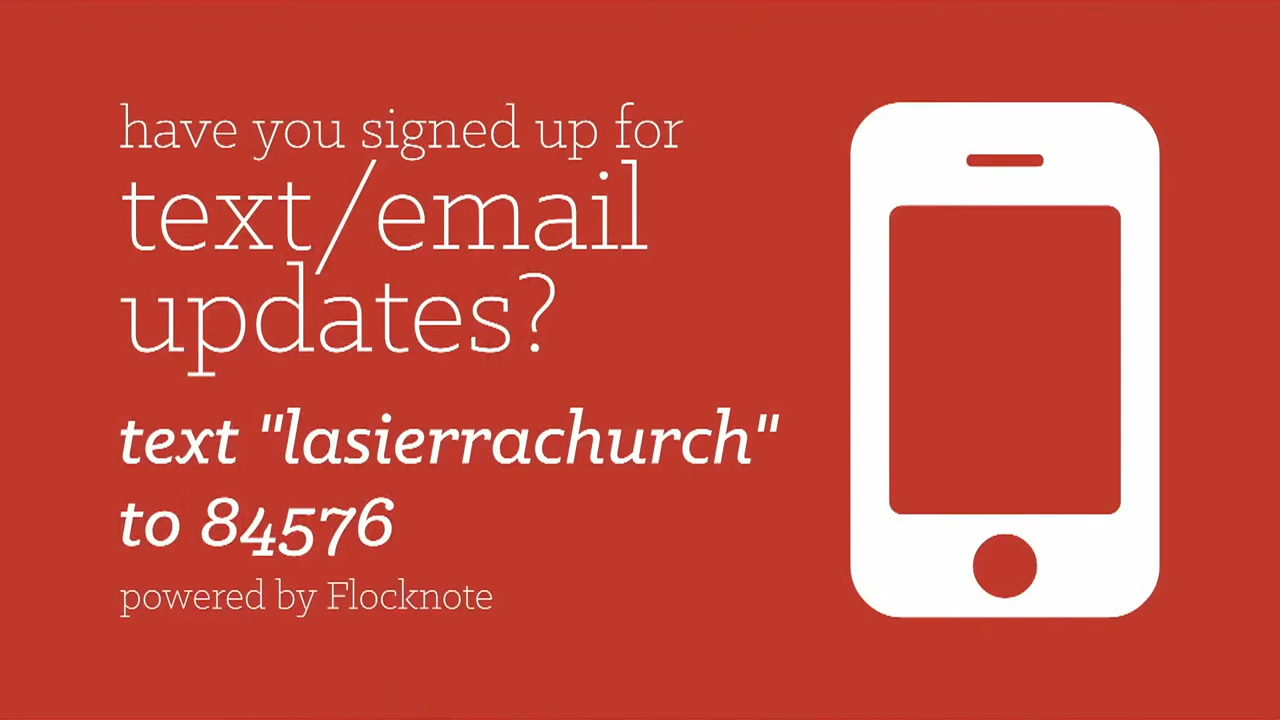 have you signed up for
text/email
updates?
text "lasierrachurch"
to 84576
powered by Flocknote